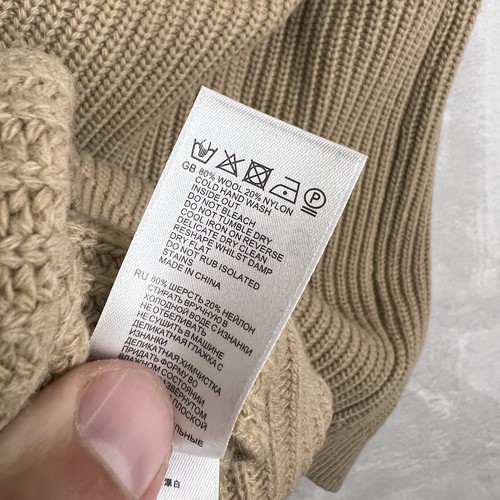 GB 80% WOOL 20% NYLON
COLD HAND WASH
INSIDE OUT
DO NOT BLEACH
DO NOT TUMBLE DRY
COOL IRON ON REVERSE
DELICATE DRY CLEAN
RESHAPE WHILST DAMP
DRY FLAT
DO NOT RUB ISOLATED
STAINS
MADE IN CHINA
RU 80% ШЕРСТЬ 20% НЕЙЛОН
СТИРАТЬ ВРУЧНУЮ В
ХОЛОДНОЙ ВОДЕ С ИЗНАНКИ
НЕ ОТБЕЛИВАТЬ
НЕ СУШИТЬ В МАШИНЕ
ДЕЛИКАТНАЯ ГЛАЖКА С
ИЗНАНКИ
ДЕЛИКАТНАЯ ХИМЧИСТКА
ПРИДАТЬ ФОРМУ ВО
ВЛАЖНОМ СОСТОЯНИИ
ПЛОСКОЙ